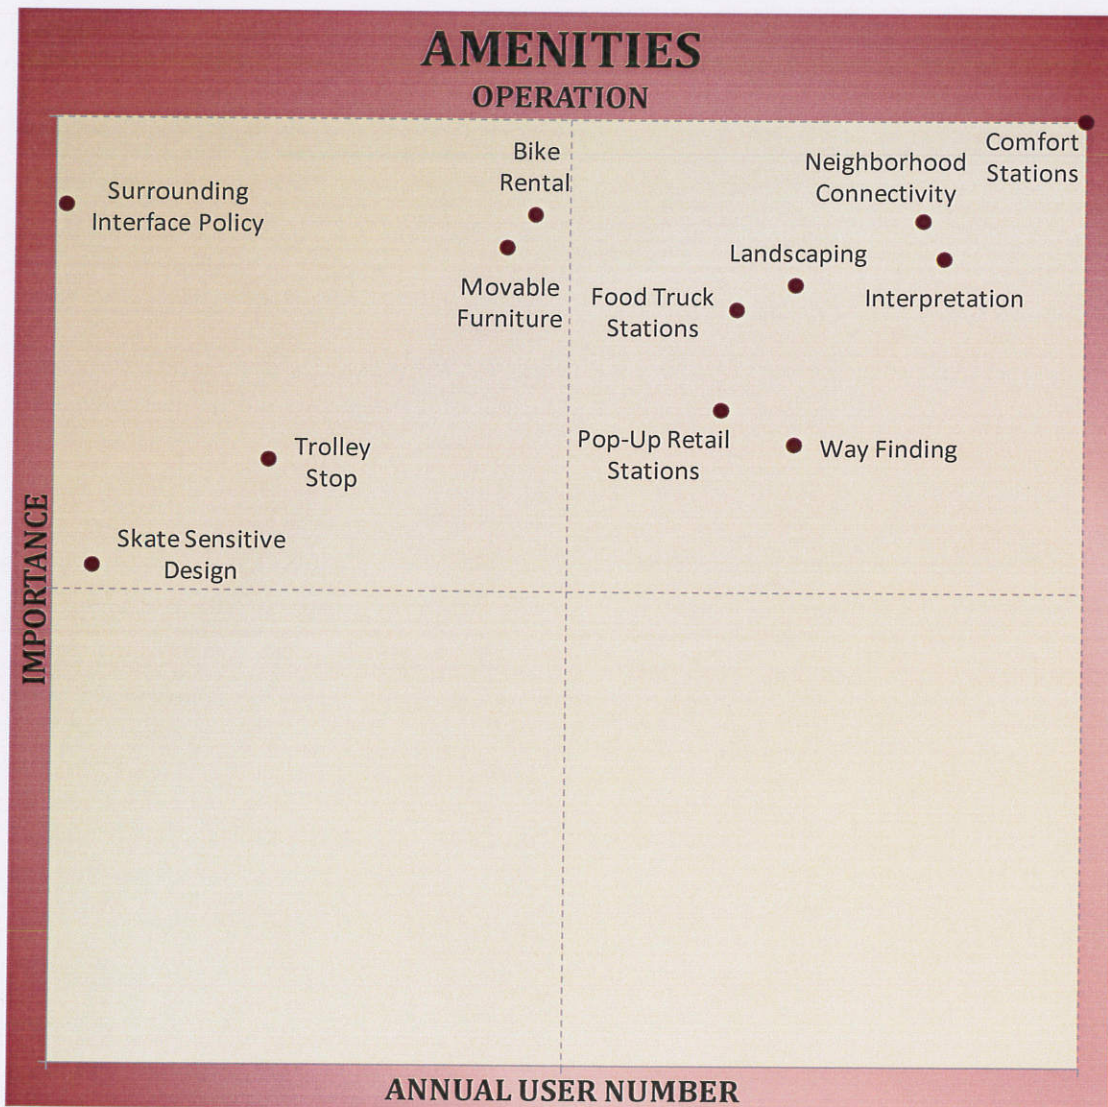 AMENITIES
OPERATION
Comfort
Stations
Bike
Rental
Neighborhood
Connectivity
Surrounding
Interface Policy
Landscaping
Movable
Furniture
Food Truck
Stations
Interpretation
Trolley
Stop
Pop-Up Retail
Stations
Way Finding
Skate Sensitive
Design
IMPORTANCE
ANNUAL USER NUMBER